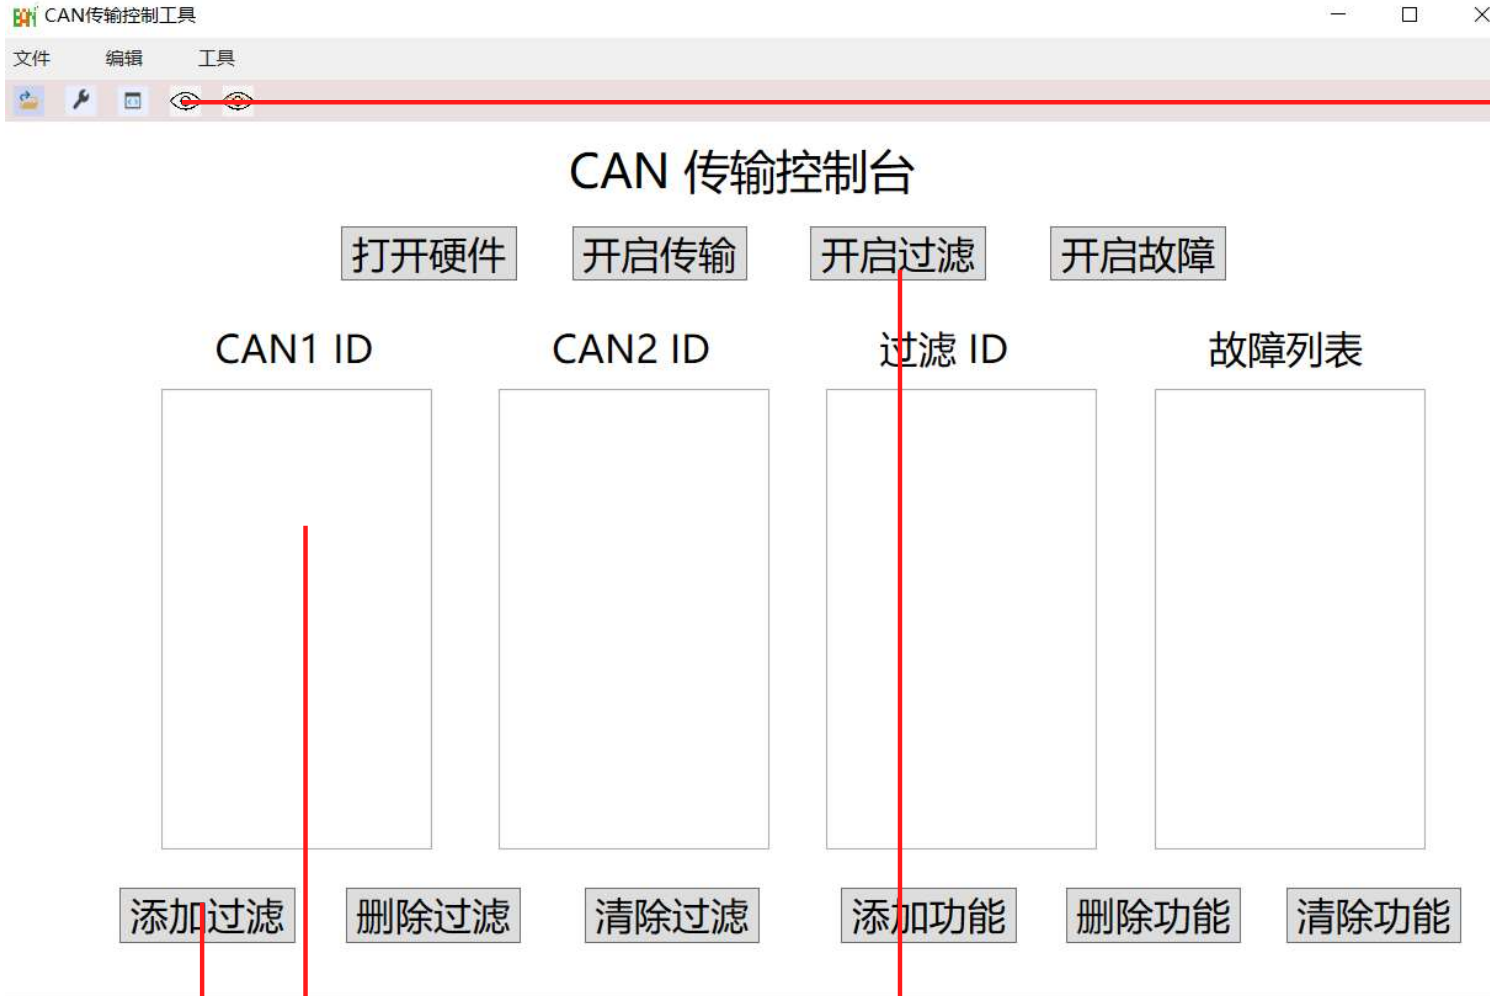 CAN传输控制工具
文件 编辑 工具
CAN 传输控制台
打开硬件 开启传输 开启过滤 开启故障
CAN1 ID CAN2 ID 过滤 ID 故障列表
添加过滤 删除过滤 清除过滤 添加功能 删除功能 清除功能